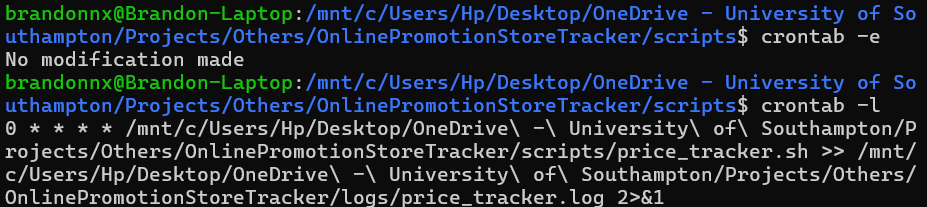 brandonnx@Brandon-Laptop:/mnt/c/Users/Hp/Desktop/OneDrive - University of So
uthampton/Projects/Others/OnlinePromotionStoreTracker/scripts$ crontab -e
No modification made
brandonnx@Brandon-Laptop:/mnt/c/Users/Hp/Desktop/OneDrive - University of So
uthampton/Projects/Others/OnlinePromotionStoreTracker/scripts$ crontab -l
0 * * * * /mnt/c/Users/Hp/Desktop/OneDrive\ -\ University\ of\ Southampton/P
rojects/Others/OnlinePromotionStoreTracker/scripts/price_tracker.sh >> /mnt/
c/Users/Hp/Desktop/OneDrive\ -\ University\ of\ Southampton/Projects/Others/
OnlinePromotionStoreTracker/logs/price_tracker.log 2>&1